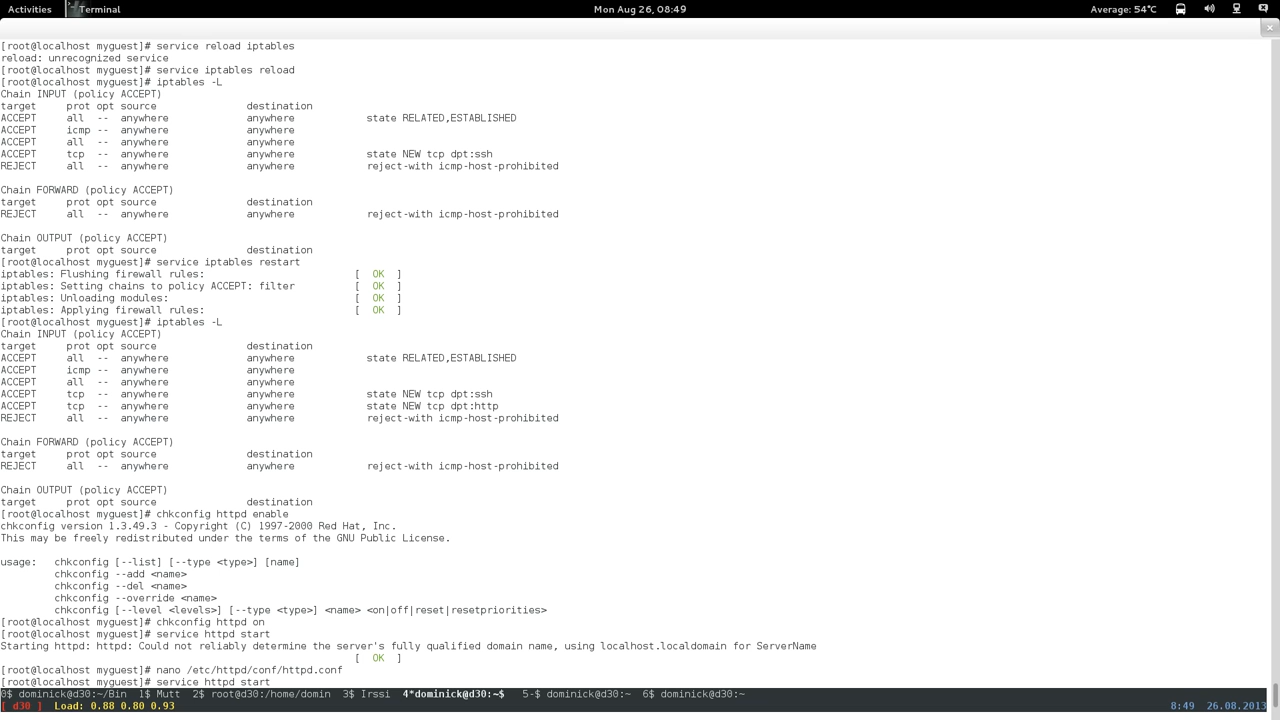 Activities Terminal Mon Aug 26, 08:49 Average: 54°C
[root@localhost myguest]# service reload iptables
reload: unrecognized service
[root@localhost myguest]# service iptables reload
[root@localhost myguest]# iptables -L
Chain INPUT (policy ACCEPT)
target     prot opt source               destination
ACCEPT     all  --  anywhere             anywhere            state RELATED,ESTABLISHED
ACCEPT     icmp --  anywhere             anywhere
ACCEPT     all  --  anywhere             anywhere
ACCEPT     tcp  --  anywhere             anywhere            state NEW tcp dpt:ssh
REJECT     all  --  anywhere             anywhere            reject-with icmp-host-prohibited
Chain FORWARD (policy ACCEPT)
target     prot opt source               destination
REJECT     all  --  anywhere             anywhere            reject-with icmp-host-prohibited
Chain OUTPUT (policy ACCEPT)
target     prot opt source               destination
[root@localhost myguest]# service iptables restart
iptables: Flushing firewall rules:                         [  OK  ]
iptables: Setting chains to policy ACCEPT: filter          [  OK  ]
iptables: Unloading modules:                               [  OK  ]
iptables: Applying firewall rules:                         [  OK  ]
[root@localhost myguest]# iptables -L
Chain INPUT (policy ACCEPT)
target     prot opt source               destination
ACCEPT     all  --  anywhere             anywhere            state RELATED,ESTABLISHED
ACCEPT     icmp --  anywhere             anywhere
ACCEPT     all  --  anywhere             anywhere
ACCEPT     tcp  --  anywhere             anywhere            state NEW tcp dpt:ssh
ACCEPT     tcp  --  anywhere             anywhere            state NEW tcp dpt:http
REJECT     all  --  anywhere             anywhere            reject-with icmp-host-prohibited
Chain FORWARD (policy ACCEPT)
target     prot opt source               destination
REJECT     all  --  anywhere             anywhere            reject-with icmp-host-prohibited
Chain OUTPUT (policy ACCEPT)
target     prot opt source               destination
[root@localhost myguest]# chkconfig httpd enable
chkconfig version 1.3.49.3 - Copyright (C) 1997-2000 Red Hat, Inc.
This may be freely redistributed under the terms of the GNU Public License.
usage:   chkconfig [--list] [--type <type>] [name]
         chkconfig --add <name>
         chkconfig --del <name>
         chkconfig --override <name>
         chkconfig [--level <levels>] [--type <type>] <name> <on|off|reset|resetpriorities>
[root@localhost myguest]# chkconfig httpd on
[root@localhost myguest]# service httpd start
Starting httpd: httpd: Could not reliably determine the server's fully qualified domain name, using localhost.localdomain for ServerName
                                                           [  OK  ]
[root@localhost myguest]# nano /etc/httpd/conf/httpd.conf
[root@localhost myguest]# service httpd start
0$ dominick@d30:~/Bin  1$ Mutt  2$ root@d30:/home/domin  3$ Irssi  4*dominick@d30:~$   5-$ dominick@d30:~  6$ dominick@d30:~
[ d30 ]  Load: 0.88 0.80 0.93 8:49  26.08.2013